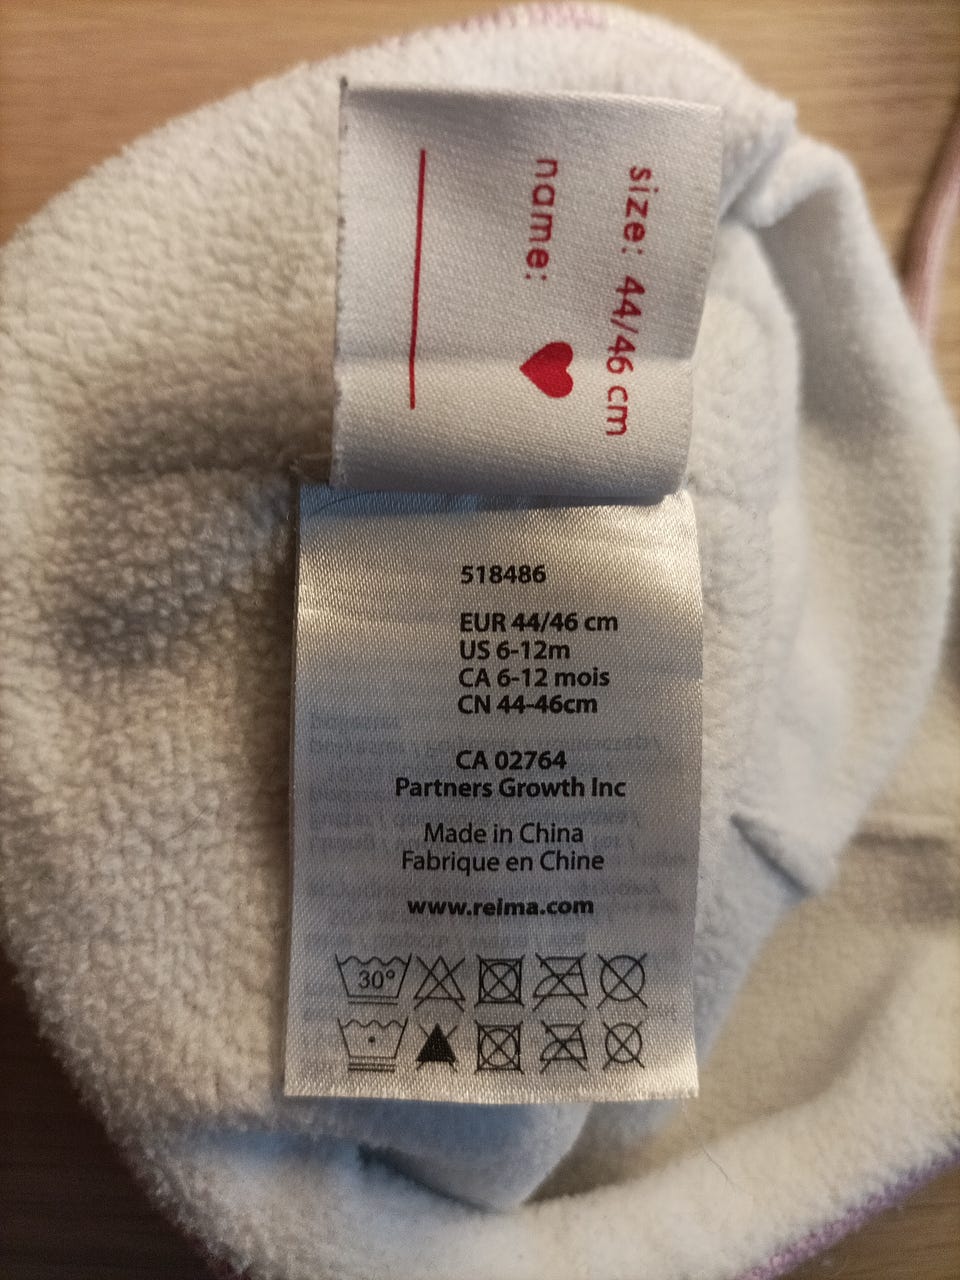 size: 44/46 cm
name:
518486
EUR 44/46 cm
US 6-12m
CA 6-12 mois
CN 44-46cm
CA 02764
Partners Growth Inc
Made in China
Fabrique en Chine
www.reima.com
30°